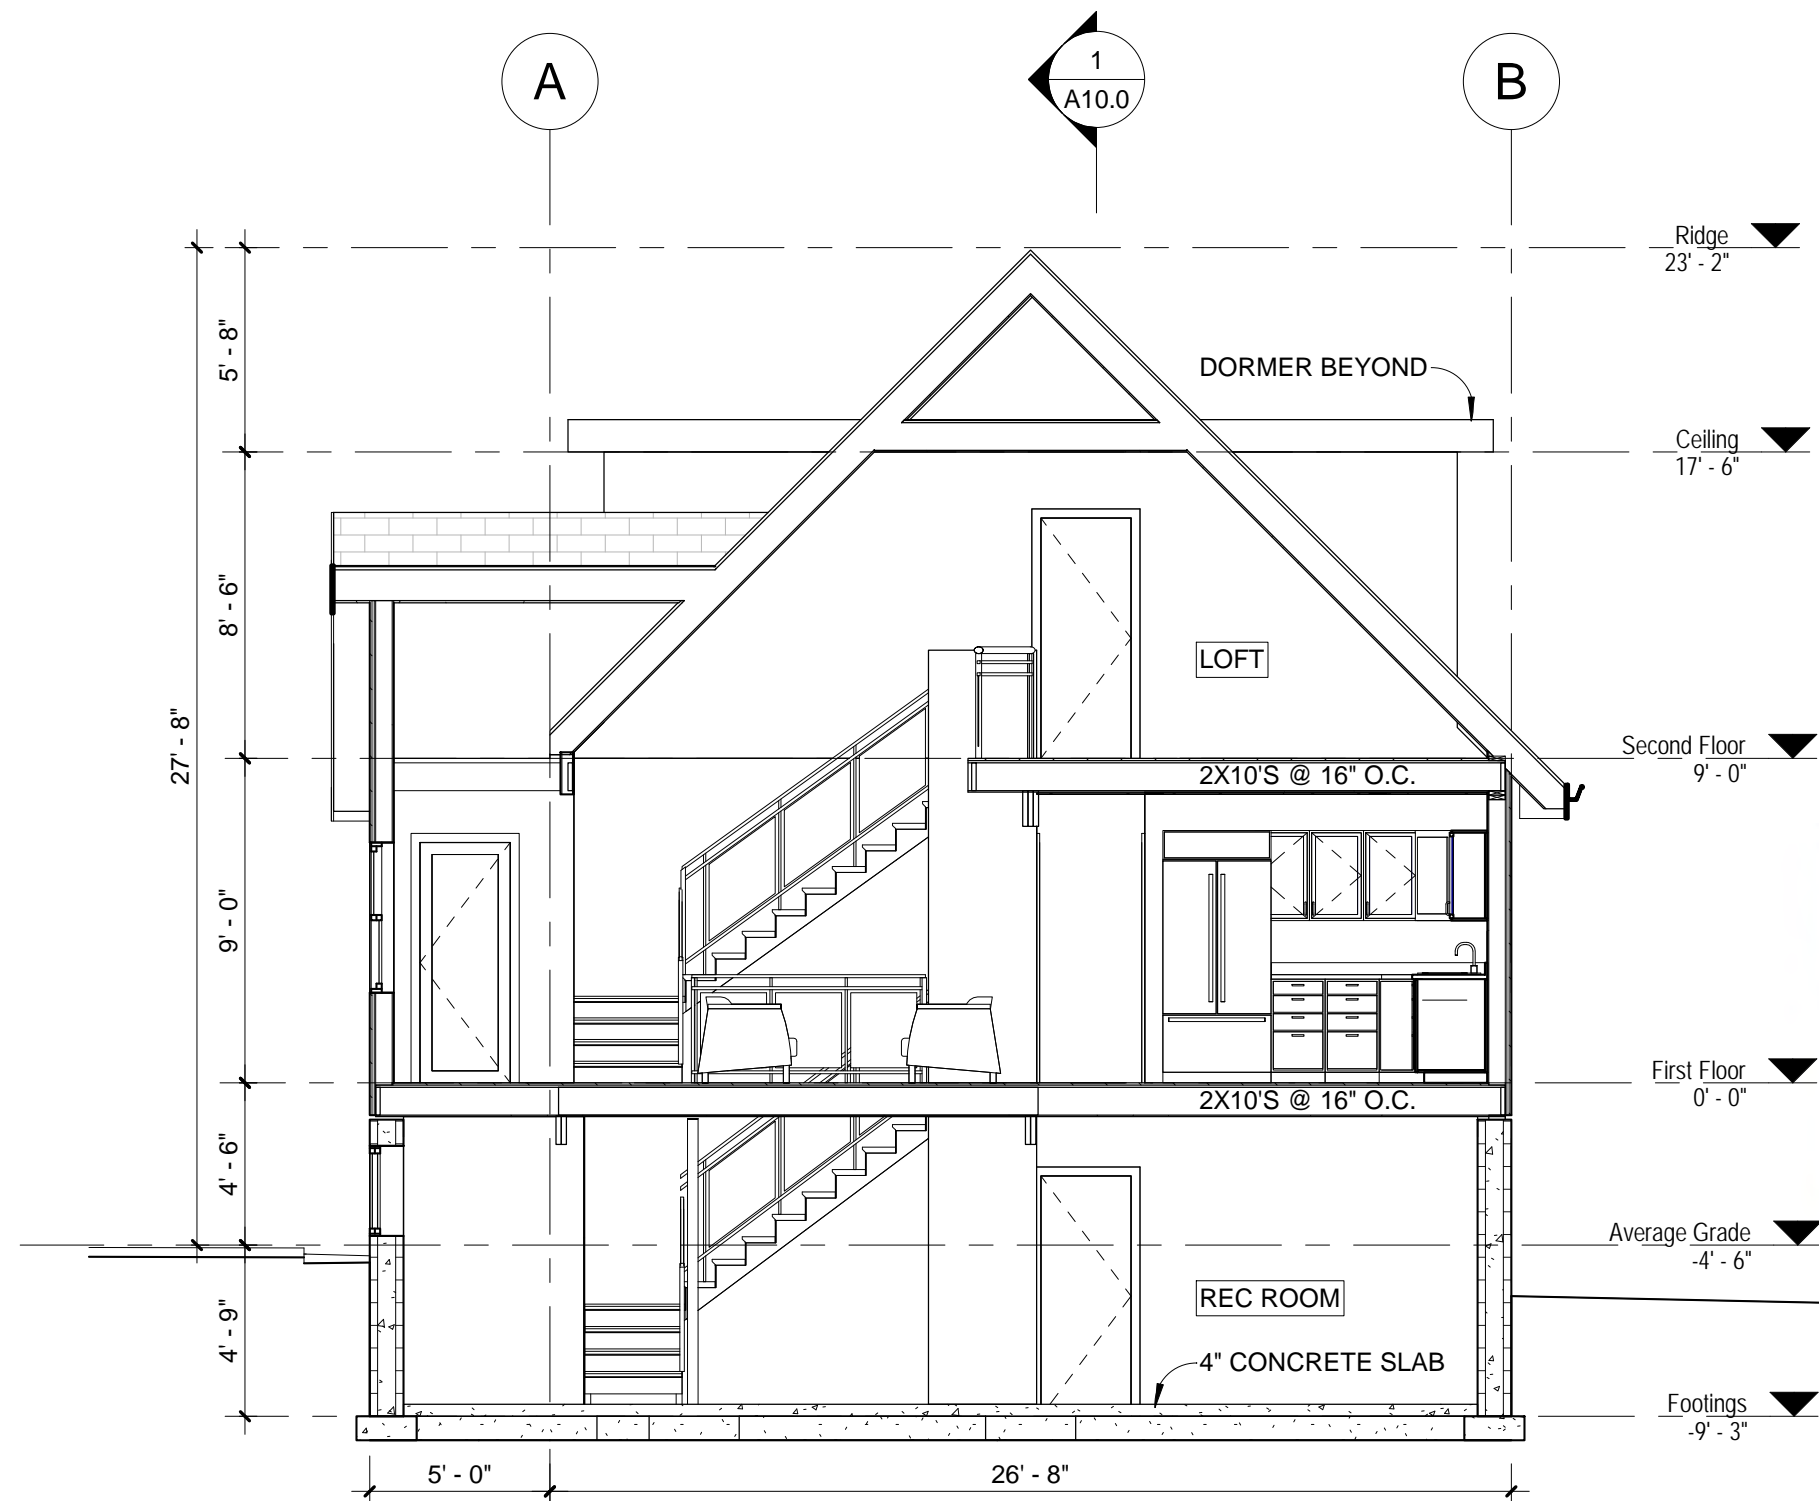 A
1
A10.0
B
Ridge
23' - 2"
5' - 8"
DORMER BEYOND
Ceiling
17' - 6"
8' - 6"
LOFT
27' - 8"
Second Floor
9' - 0"
2X10'S @ 16" O.C.
9' - 0"
First Floor
0' - 0"
2X10'S @ 16" O.C.
4' - 6"
Average Grade
-4' - 6"
REC ROOM
4' - 9"
4" CONCRETE SLAB
Footings
-9' - 3"
5' - 0"
26' - 8"